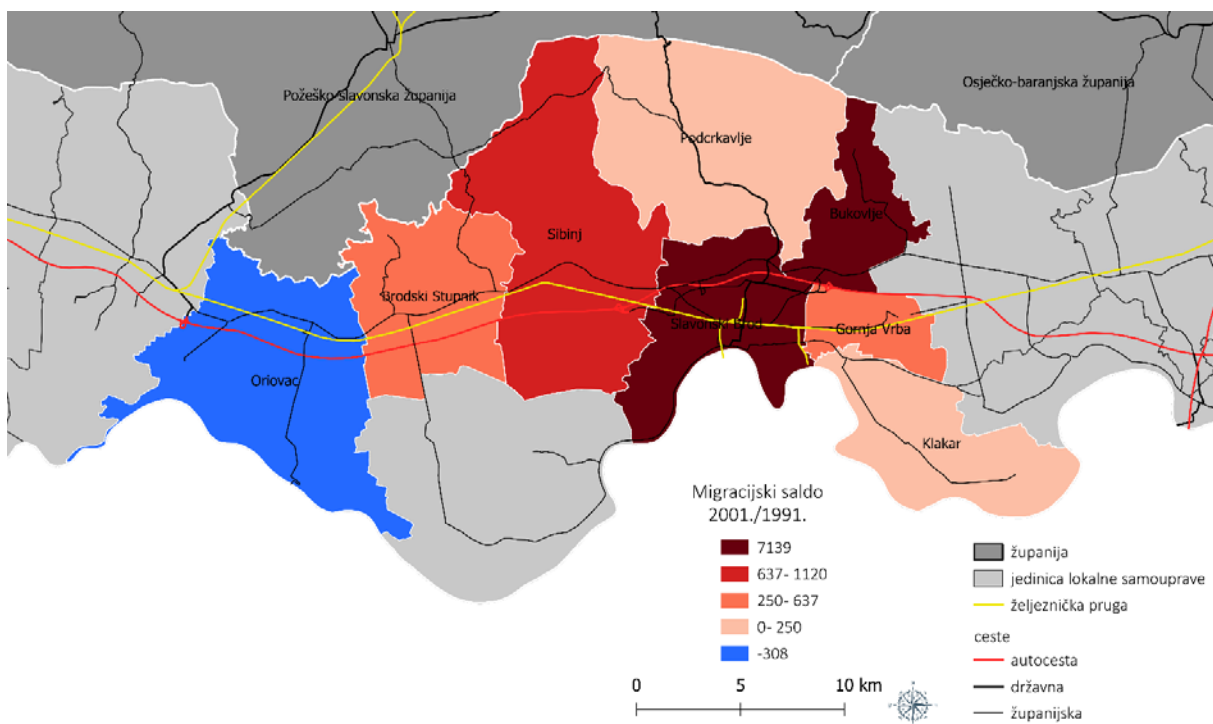 Požeško-slavonska županija
Osječko-baranjska županija
Podcrkavlje
Bukovlje
Sibinj
Brodski Stupnik
Slavonski Brod
Gornja Vrba
Oriovac
Klakar
Migracijski saldo
2001./1991.
7139
637- 1120
250- 637
0- 250
-308
0 5 10 km
županija
jedinica lokalne samouprave
željeznička pruga
ceste
autocesta
državna
županijska